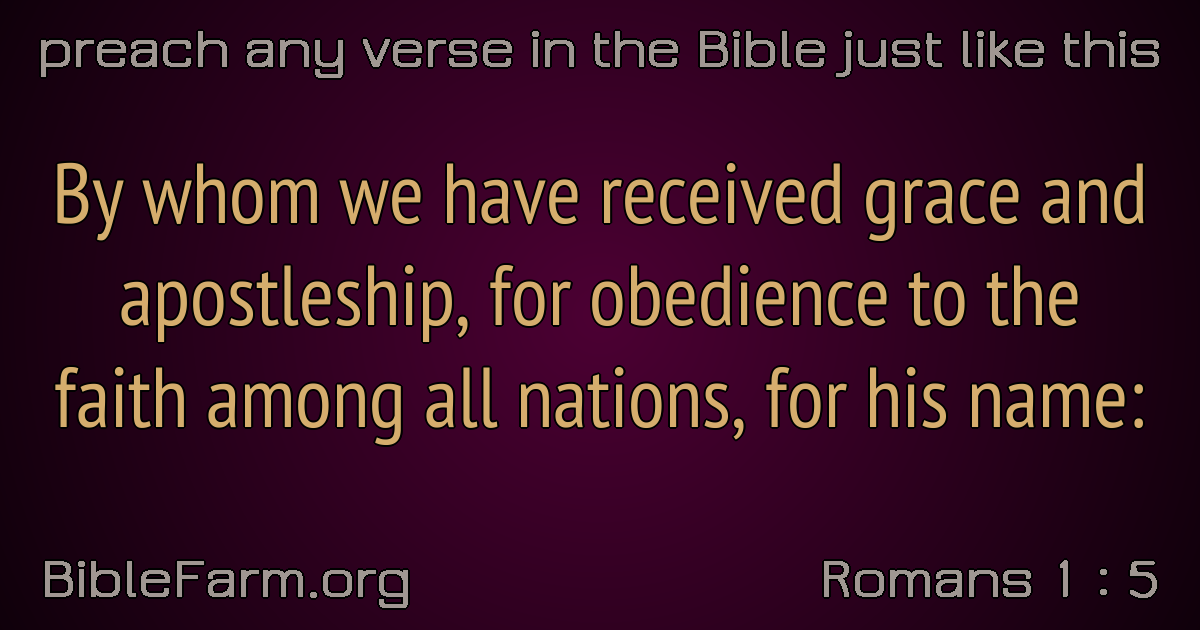 preach any verse in the Bible just like this
By whom we have received grace and
apostleship, for obedience to the
faith among all nations, for his name:
BibleFarm.org
Romans 1 : 5